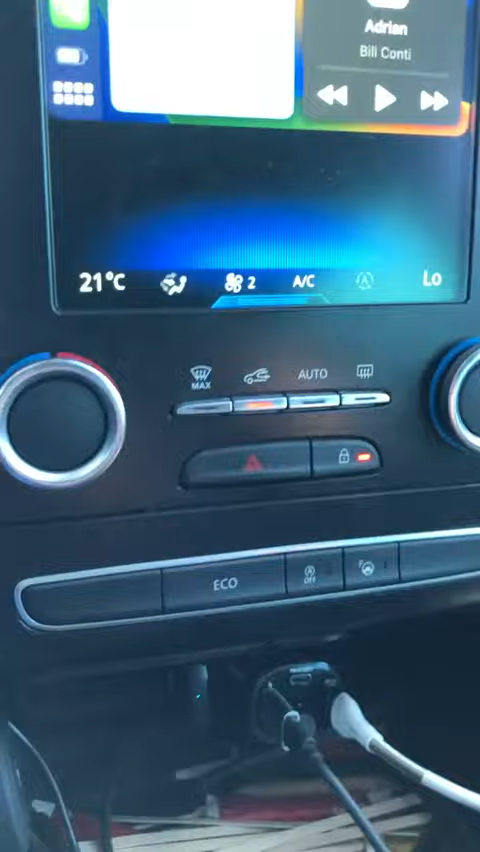 Adrian
Bill Conti
21°C 2 A/C A Lo
MAX AUTO
ECO
A OFF